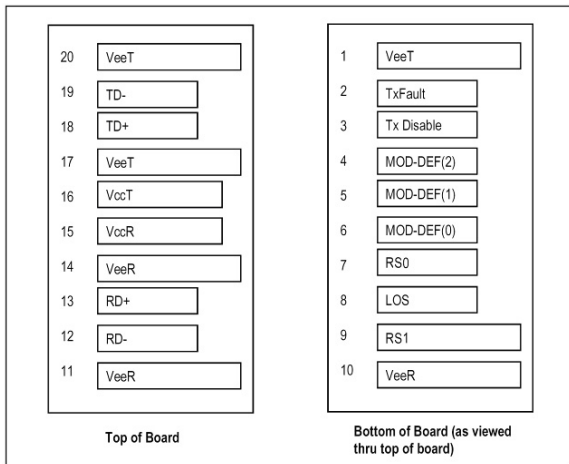 20 VeeT
19 TD-
18 TD+
17 VeeT
16 VccT
15 VccR
14 VeeR
13 RD+
12 RD-
11 VeeR
Top of Board
1 VeeT
2 TxFault
3 Tx Disable
4 MOD-DEF(2)
5 MOD-DEF(1)
6 MOD-DEF(0)
7 RS0
8 LOS
9 RS1
10 VeeR
Bottom of Board (as viewed
thru top of board)